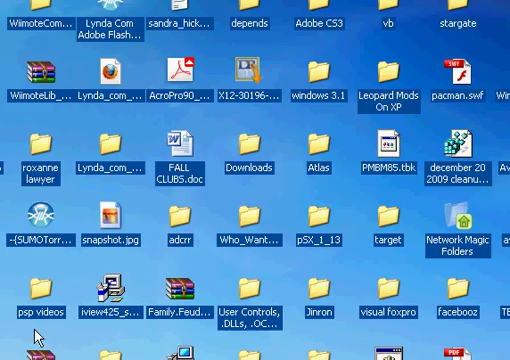 WiimoteCom...
Lynda Com
Adobe Flash...
sandra_hick...
depends
Adobe CS3
vb
stargate
WiimoteLib_...
Lynda_com_...
AcroPro90_...
X12-30196-...
windows 3.1
Leopard Mods
On XP
SWF
pacman.swf
roxanne
lawyer
Lynda_com_...
FALL
CLUBS.doc
Downloads
Atlas
PMBM85.tbk
december 20
2009 cleanu...
~{SUMOTorr...
snapshot.jpg
adcrr
Who_Want...
pSX_1_13
target
Network Magic
Folders
psp videos
iview425_s...
Family.Feud...
User Controls,
.DLLs, .OC...
Jinron
visual foxpro
facebooz
PDF